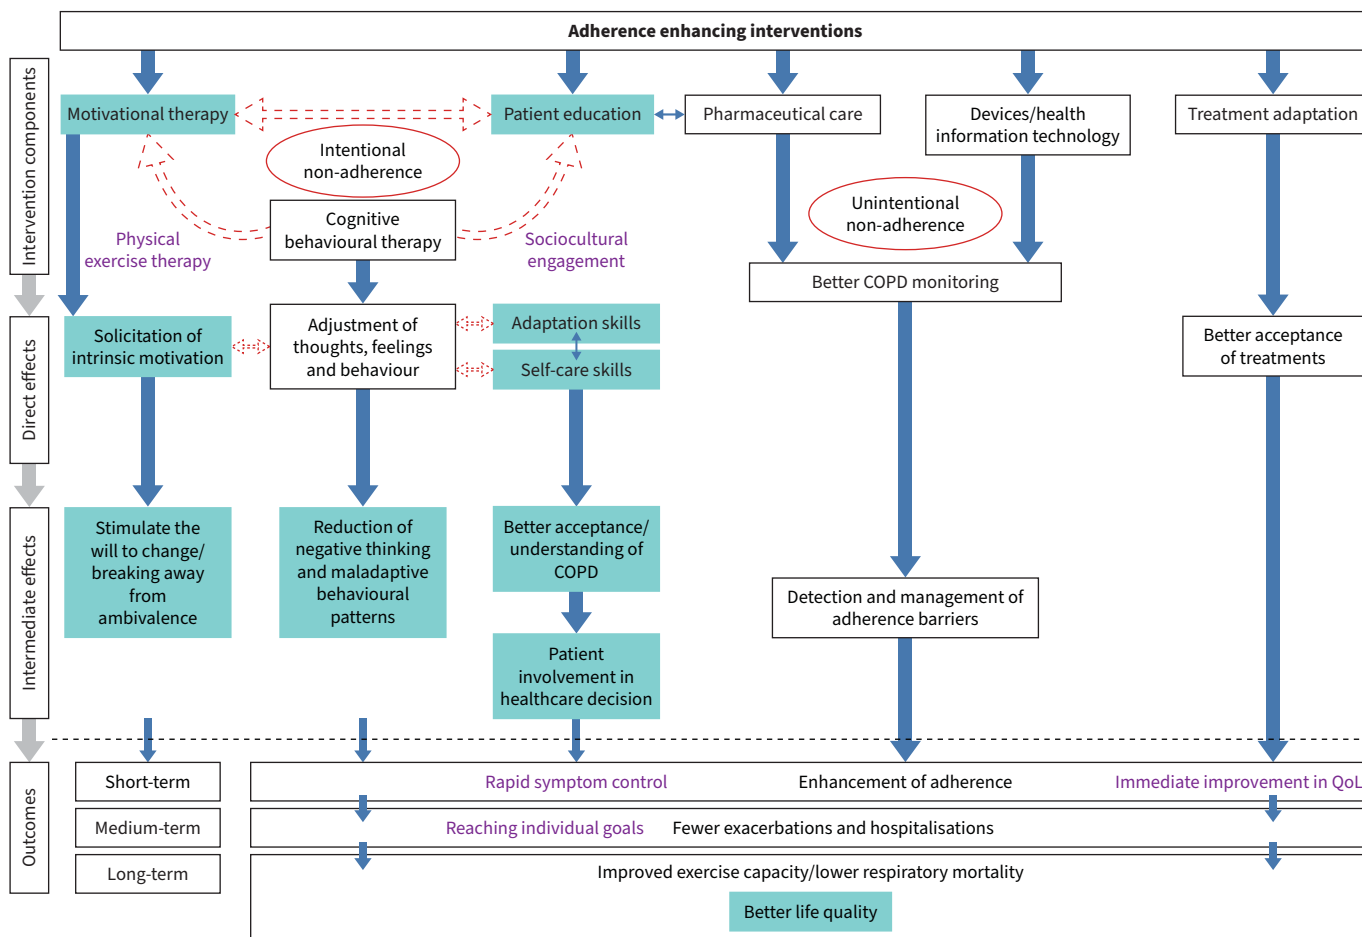 Adherence enhancing interventions
Intervention components
Motivational therapy
Patient education
Pharmaceutical care
Devices/health
information technology
Treatment adaptation
Intentional
non-adherence
Unintentional
non-adherence
Cognitive
behavioural therapy
Physical
exercise therapy
Sociocultural
engagement
Better COPD monitoring
Direct effects
Solicitation of
intrinsic motivation
Adjustment of
thoughts, feelings
and behaviour
Adaptation skills
Self-care skills
Better acceptance
of treatments
Intermediate effects
Stimulate the
will to change/
breaking away
from
ambivalence
Reduction of
negative thinking
and maladaptive
behavioural
patterns
Better acceptance/
understanding of
COPD
Detection and management of
adherence barriers
Patient
involvement in
healthcare decision
Outcomes
Short-term
Rapid symptom control
Enhancement of adherence
Immediate improvement in QoL
Medium-term
Reaching individual goals
Fewer exacerbations and hospitalisations
Long-term
Improved exercise capacity/lower respiratory mortality
Better life quality